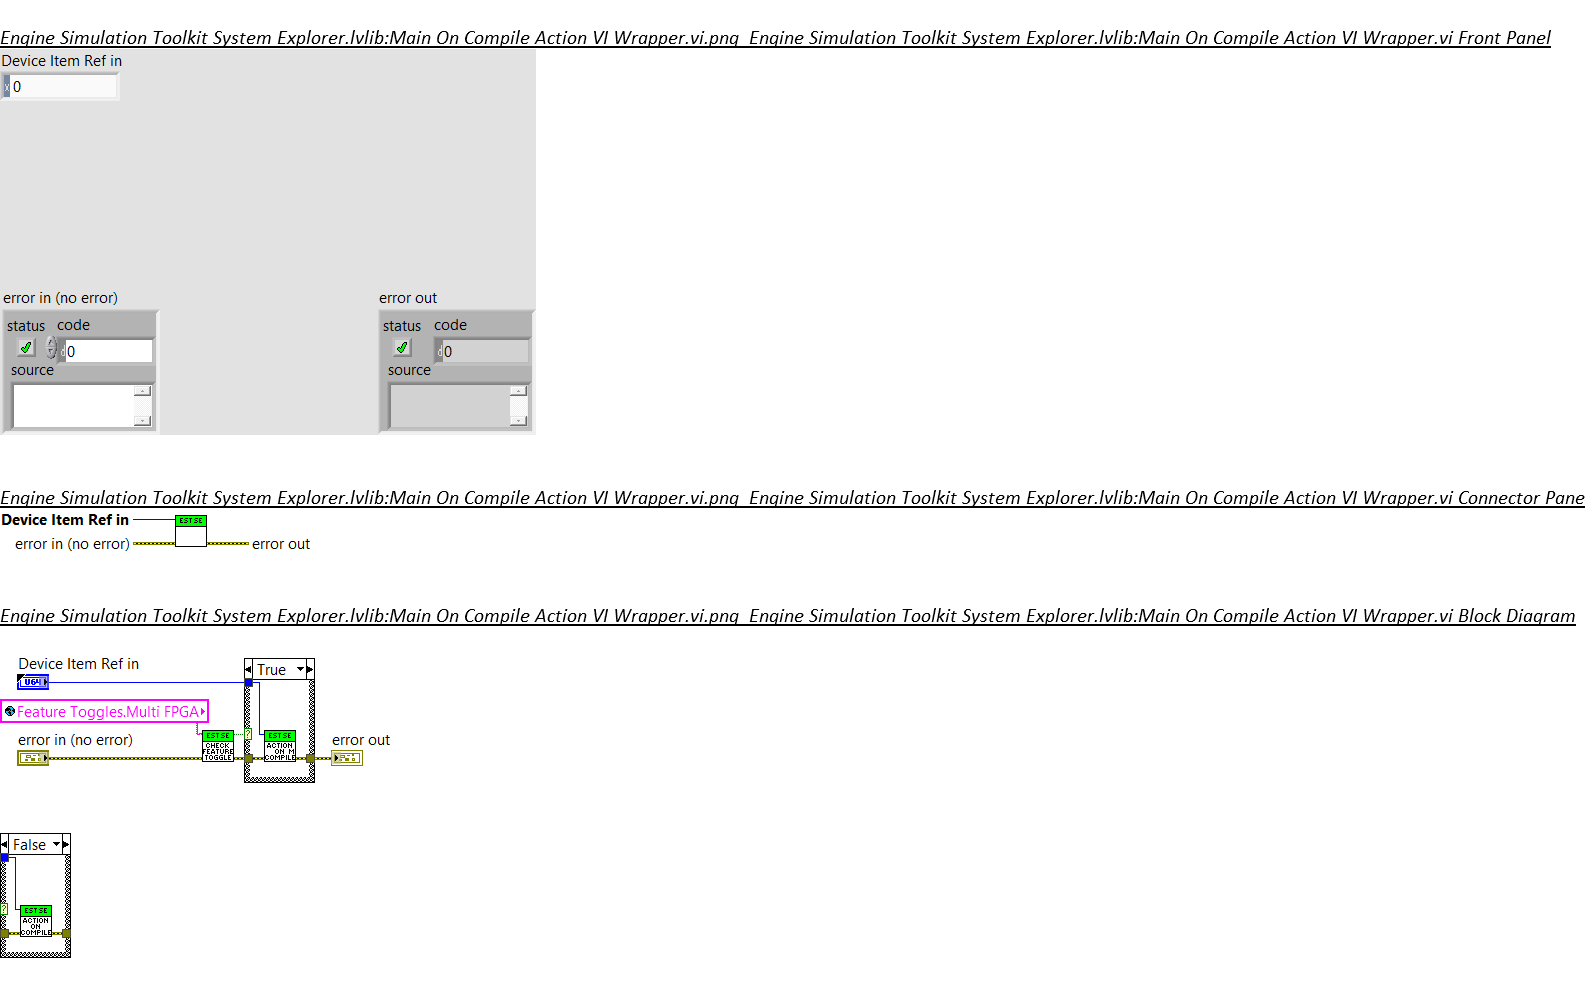 Engine Simulation Toolkit System Explorer.lvlib:Main On Compile Action VI Wrapper.vi.png Engine Simulation Toolkit System Explorer.lvlib:Main On Compile Action VI Wrapper.vi Front Panel
Device Item Ref in
x 0
error in (no error)
error out
status code
status code
d 0
d 0
source
source
Engine Simulation Toolkit System Explorer.lvlib:Main On Compile Action VI Wrapper.vi.png Engine Simulation Toolkit System Explorer.lvlib:Main On Compile Action VI Wrapper.vi Connector Pane
Device Item Ref in
EST SE
error in (no error)
error out
Engine Simulation Toolkit System Explorer.lvlib:Main On Compile Action VI Wrapper.vi.png Engine Simulation Toolkit System Explorer.lvlib:Main On Compile Action VI Wrapper.vi Block Diagram
Device Item Ref in
U64
True
Feature Toggles.Multi FPGA
EST SE
CHECK
FEATURE
TOGGLE
?
EST SE
ACTION
ON M
COMPILE
error in (no error)
error out
False
?
EST SE
ACTION
ON
COMPILE